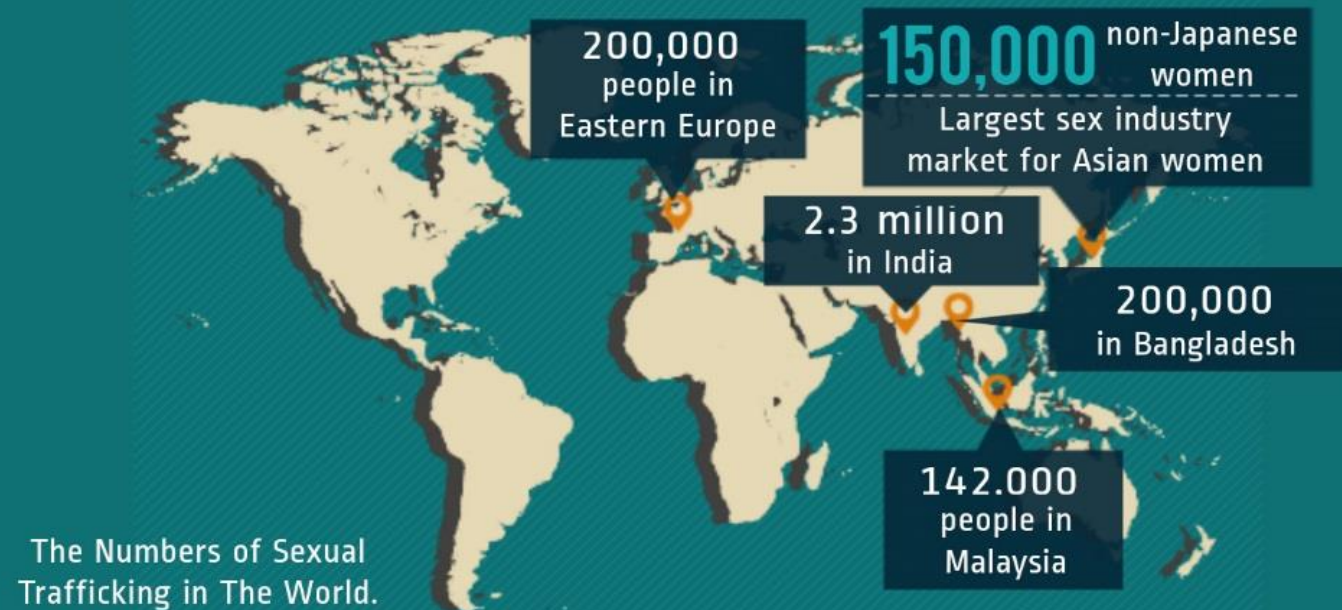 200,000
people in
Eastern Europe
150,000 non-Japanese
women
Largest sex industry
market for Asian women
2.3 million
in India
200,000
in Bangladesh
142.000
people in
Malaysia
The Numbers of Sexual
Trafficking in The World.